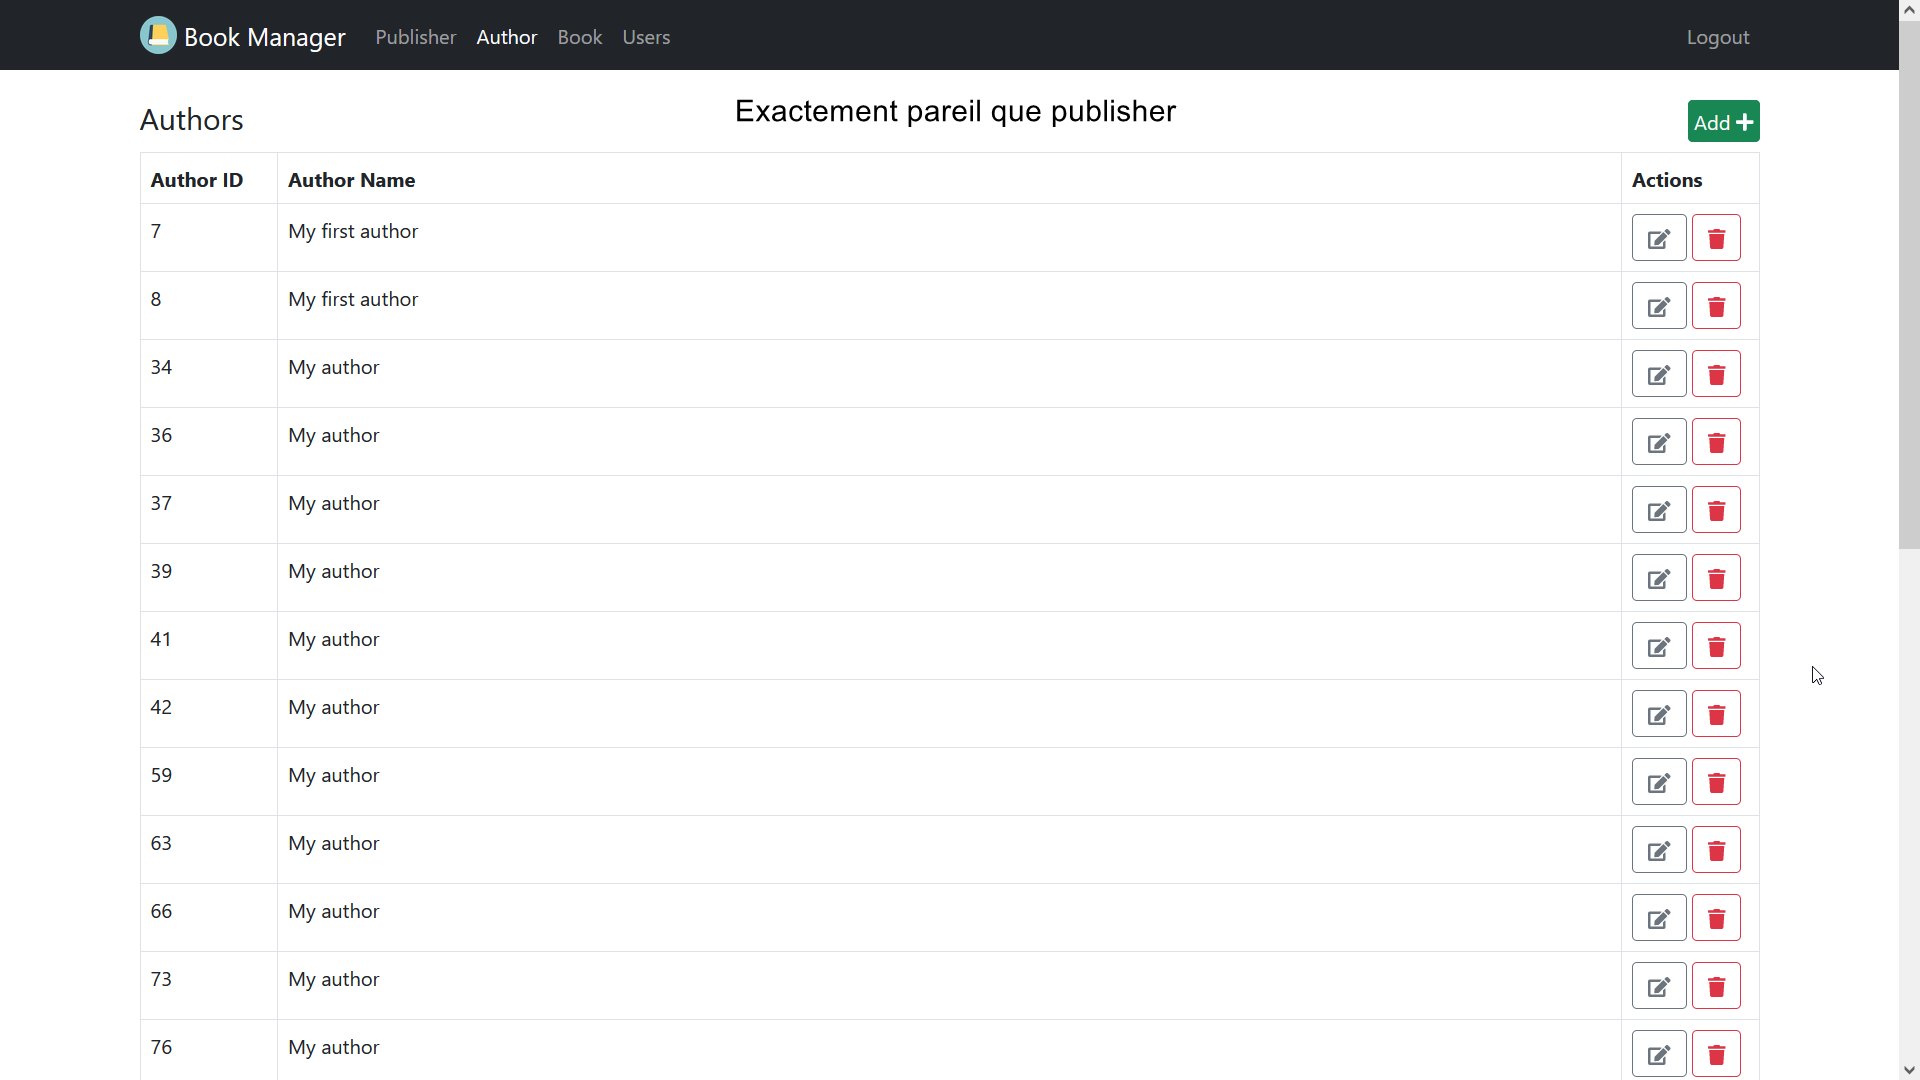 Book Manager Publisher Author Book Users Logout
Exactement pareil que publisher
Authors Add
Author ID Author Name Actions
7 My first author
8 My first author
34 My author
36 My author
37 My author
39 My author
41 My author
42 My author
59 My author
63 My author
66 My author
73 My author
76 My author